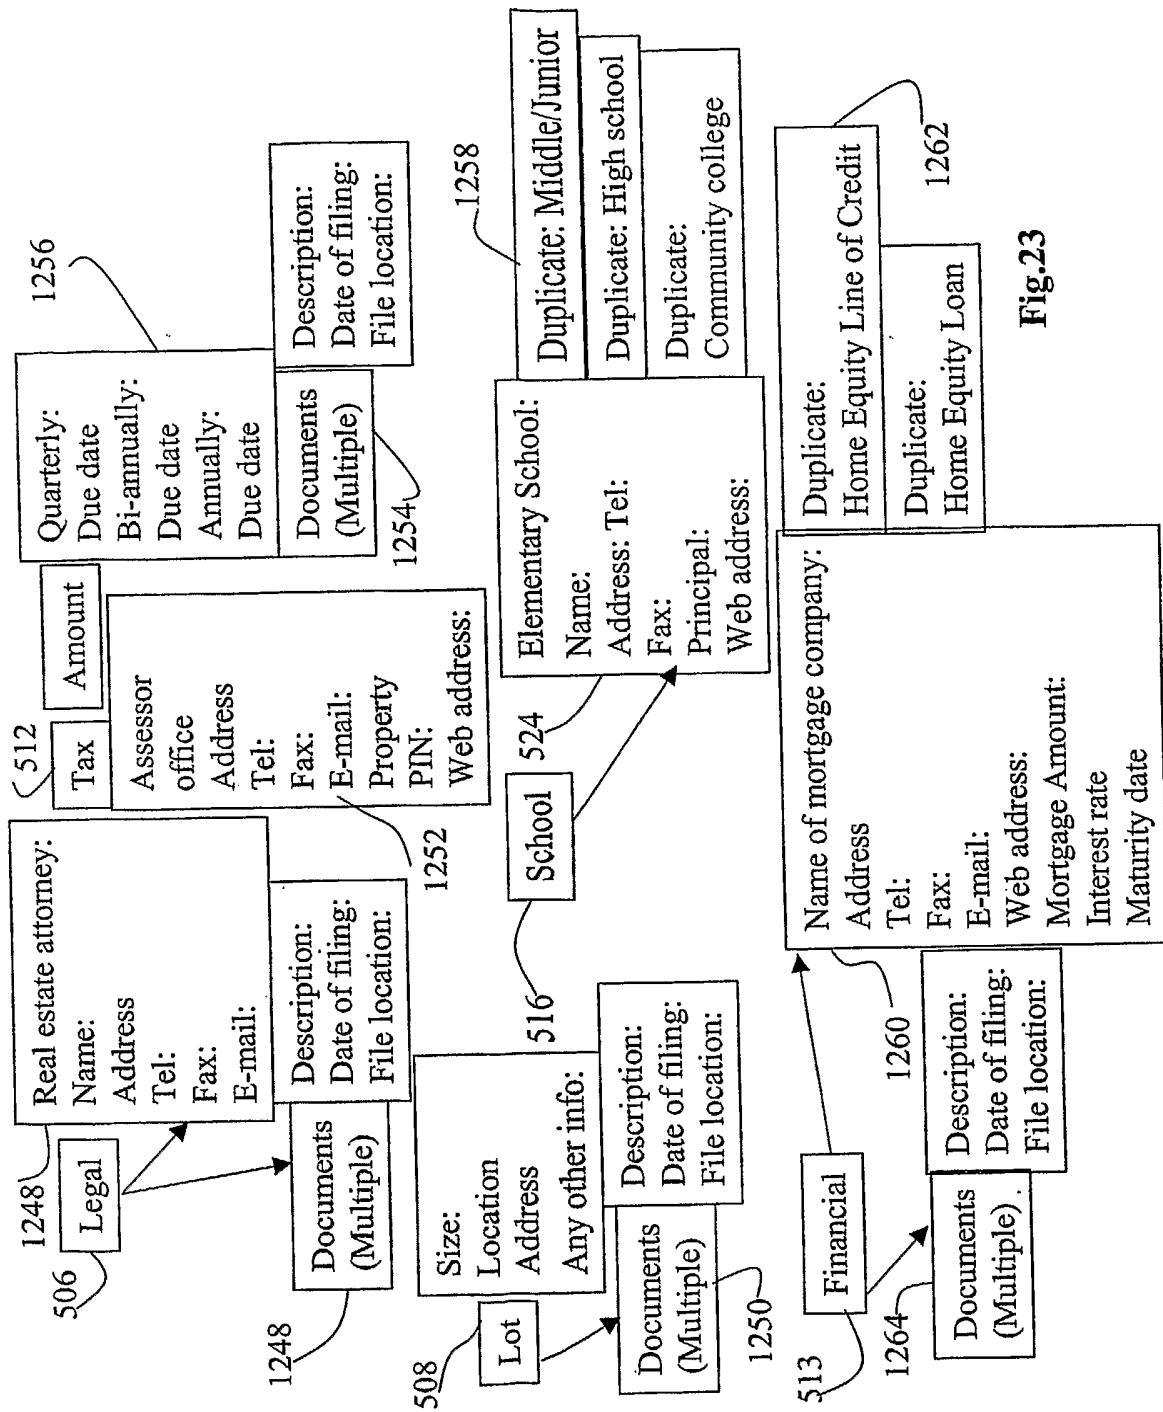 1248
Real estate attorney:
Name:
Address
Tel:
Fax:
E-mail:
Legal
506
Documents
(Multiple)
1248
Description:
Date of filing:
File location:
512
Tax
Amount
Assessor
office
Address
Tel:
Fax:
E-mail:
Property
PIN:
Web address:
1252
Quarterly:
Due date
Bi-annually:
Due date
Annually:
Due date
1256
Documents
(Multiple)
1254
Description:
Date of filing:
File location:
508
Lot
Size:
Location
Address
Any other info:
Documents
(Multiple)
1250
Description:
Date of filing:
File location:
516
School
524
Elementary School:
Name:
Address: Tel:
Fax:
Principal:
Web address:
1258
Duplicate: Middle/Junior
Duplicate: High school
Duplicate:
Community college
513
Financial
1264
Documents
(Multiple)
Description:
Date of filing:
File location:
1260
Name of mortgage company:
Address
Tel:
Fax:
E-mail:
Web address:
Mortgage Amount:
Interest rate
Maturity date
Duplicate:
Home Equity Line of Credit
1262
Duplicate:
Home Equity Loan
Fig.23